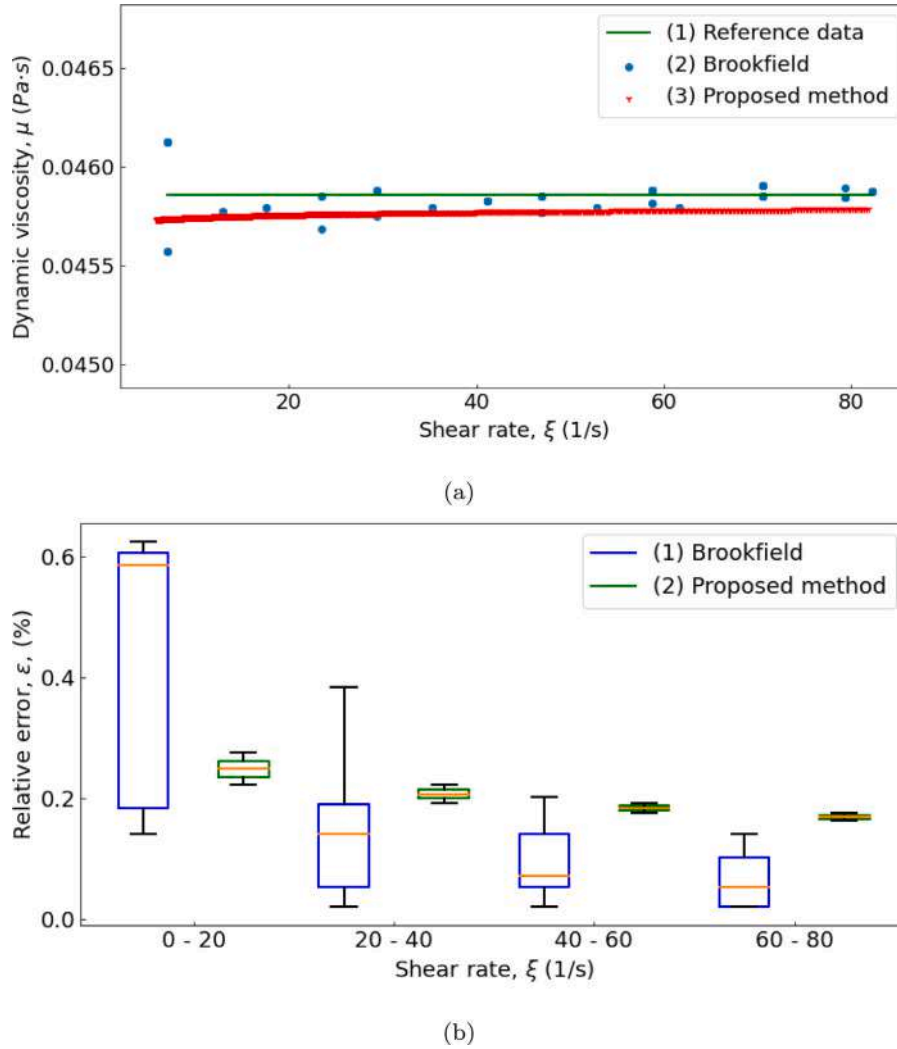 (1) Reference data
(2) Brookfield
(3) Proposed method
Dynamic viscosity, μ (Pa·s)
0.0465
0.0460
0.0455
0.0450
20 40 60 80
Shear rate, ξ (1/s)
(a)
(1) Brookfield
(2) Proposed method
Relative error, ε, (%)
0.6
0.4
0.2
0.0
0 - 20 20 - 40 40 - 60 60 - 80
Shear rate, ξ (1/s)
(b)